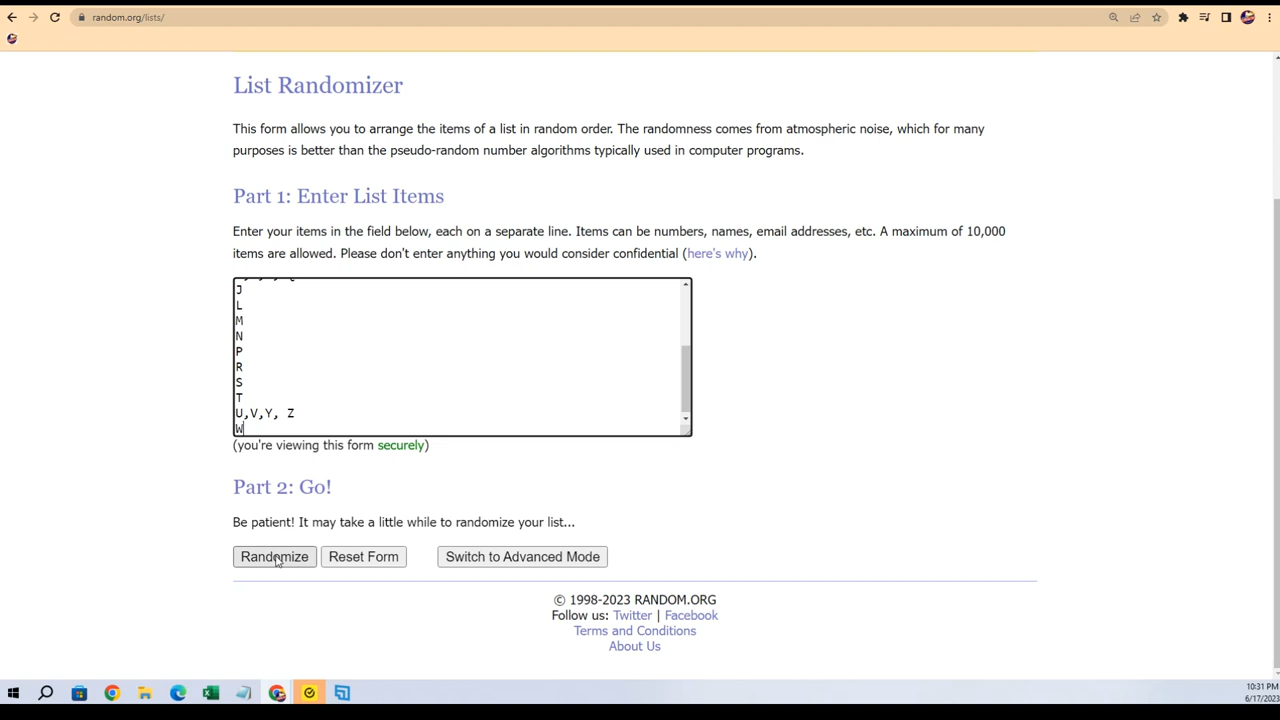 random.org/lists/
List Randomizer
This form allows you to arrange the items of a list in random order. The randomness comes from atmospheric noise, which for many
purposes is better than the pseudo-random number algorithms typically used in computer programs.
Part 1: Enter List Items
Enter your items in the field below, each on a separate line. Items can be numbers, names, email addresses, etc. A maximum of 10,000
items are allowed. Please don't enter anything you would consider confidential (here's why).
J
L
M
N
P
R
S
T
U,V,Y, Z
W
(you're viewing this form securely)
Part 2: Go!
Be patient! It may take a little while to randomize your list...
Randomize Reset Form Switch to Advanced Mode
© 1998-2023 RANDOM.ORG
Follow us: Twitter | Facebook
Terms and Conditions
About Us
10:31 PM
6/17/2023